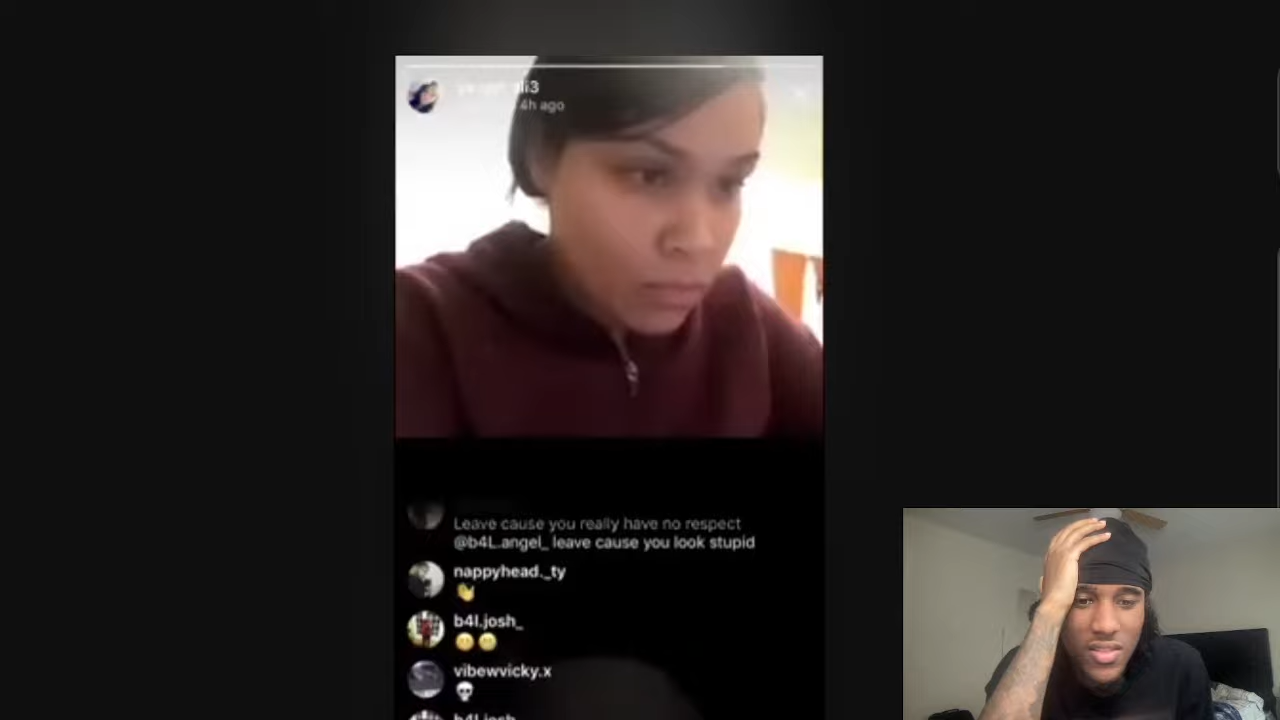 4h ago
Leave cause you really have no respect
@b4L.angel_ leave cause you look stupid
nappyhead._ty
👏
b4l.josh_
vibewvicky.x
💀